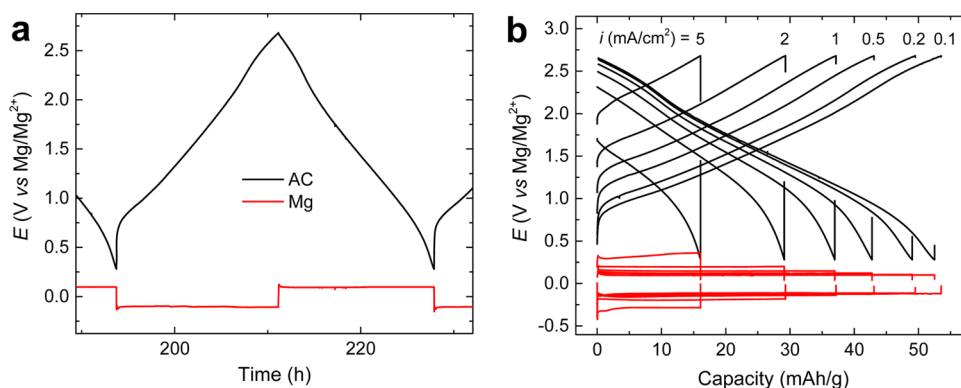 a
E (V vs Mg/Mg²⁺)
2.5
2.0
1.5
1.0
0.5
0.0
AC
Mg
200
220
Time (h)
b
i (mA/cm²) = 5 2 1 0.5 0.2 0.1
E (V vs Mg/Mg²⁺)
3.0
2.5
2.0
1.5
1.0
0.5
0.0
-0.5
0 10 20 30 40 50
Capacity (mAh/g)